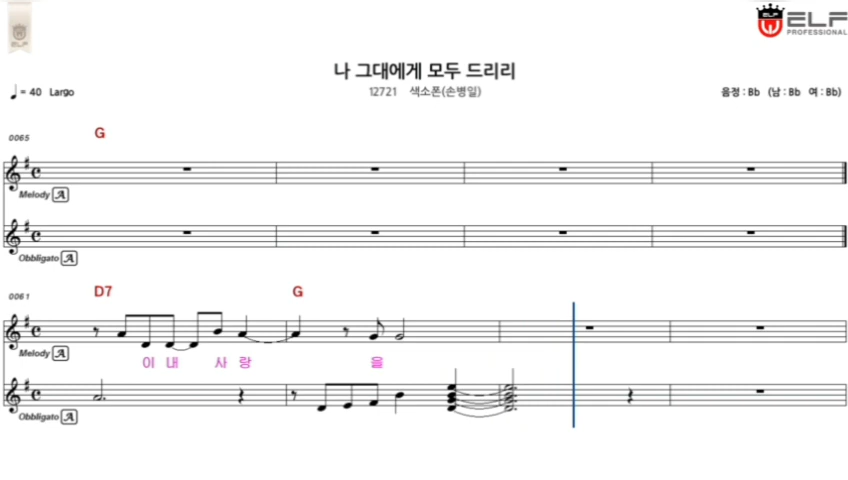 ELF
ELF
PROFESSIONAL
나 그대에게 모두 드리리
♩ = 40 Largo
12721 색소폰(손병일)
음정 : Bb (남 : Bb 여 : Bb)
0065
G
Melody A
Obbligato A
0061
D7 G
Melody A
이 내 사 랑 을
Obbligato A